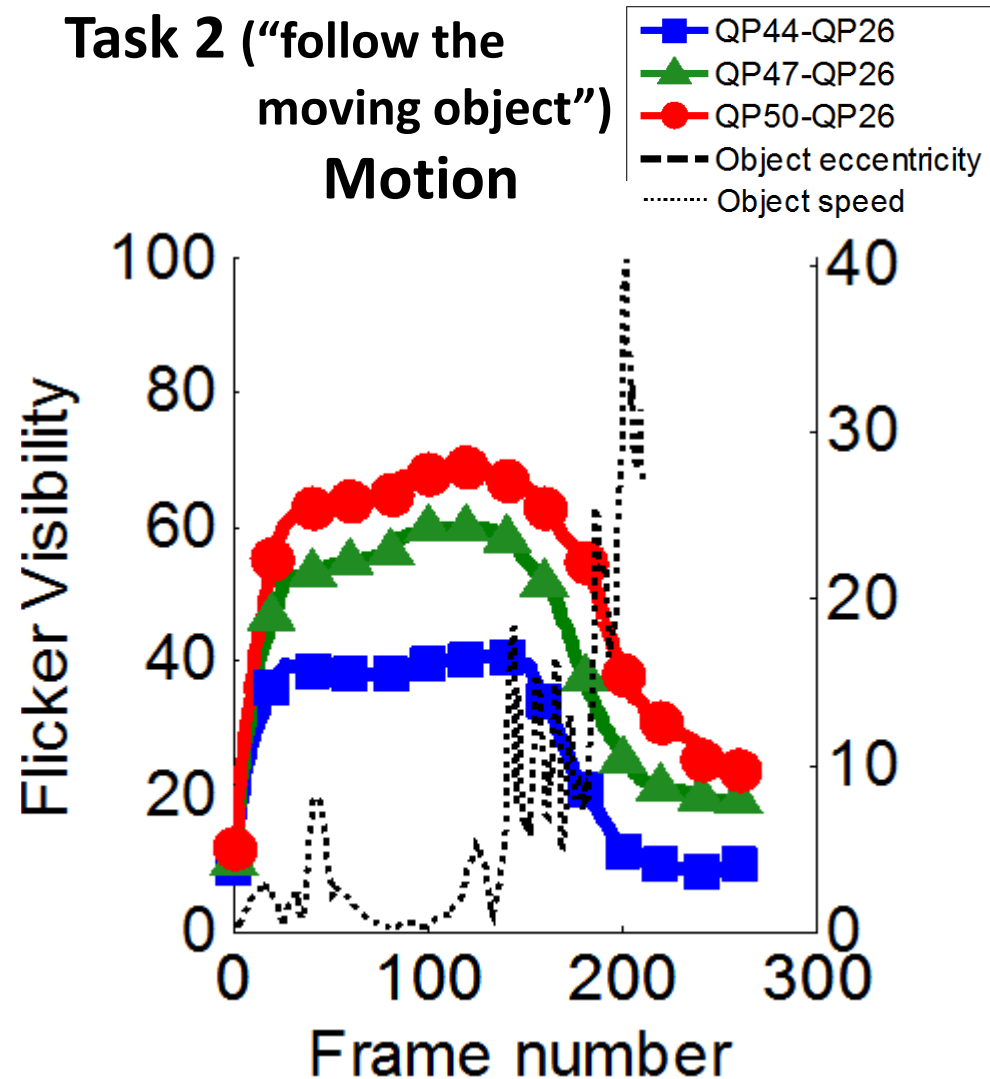 Task 2 (“follow the
moving object”)
Motion
QP44-QP26
QP47-QP26
QP50-QP26
Object eccentricity
Object speed
100
80
60
40
20
0
Flicker Visibility
40
30
20
10
0
0 100 200 300
Frame number